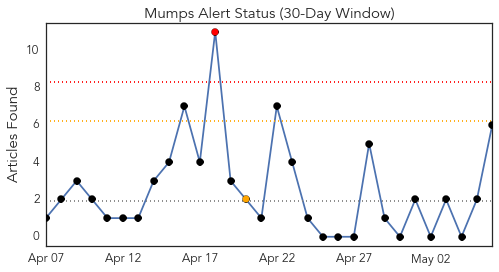 Mumps Alert Status (30-Day Window)
Articles Found
10
8
6
4
2
0
Apr 07
Apr 12
Apr 17
Apr 22
Apr 27
May 02